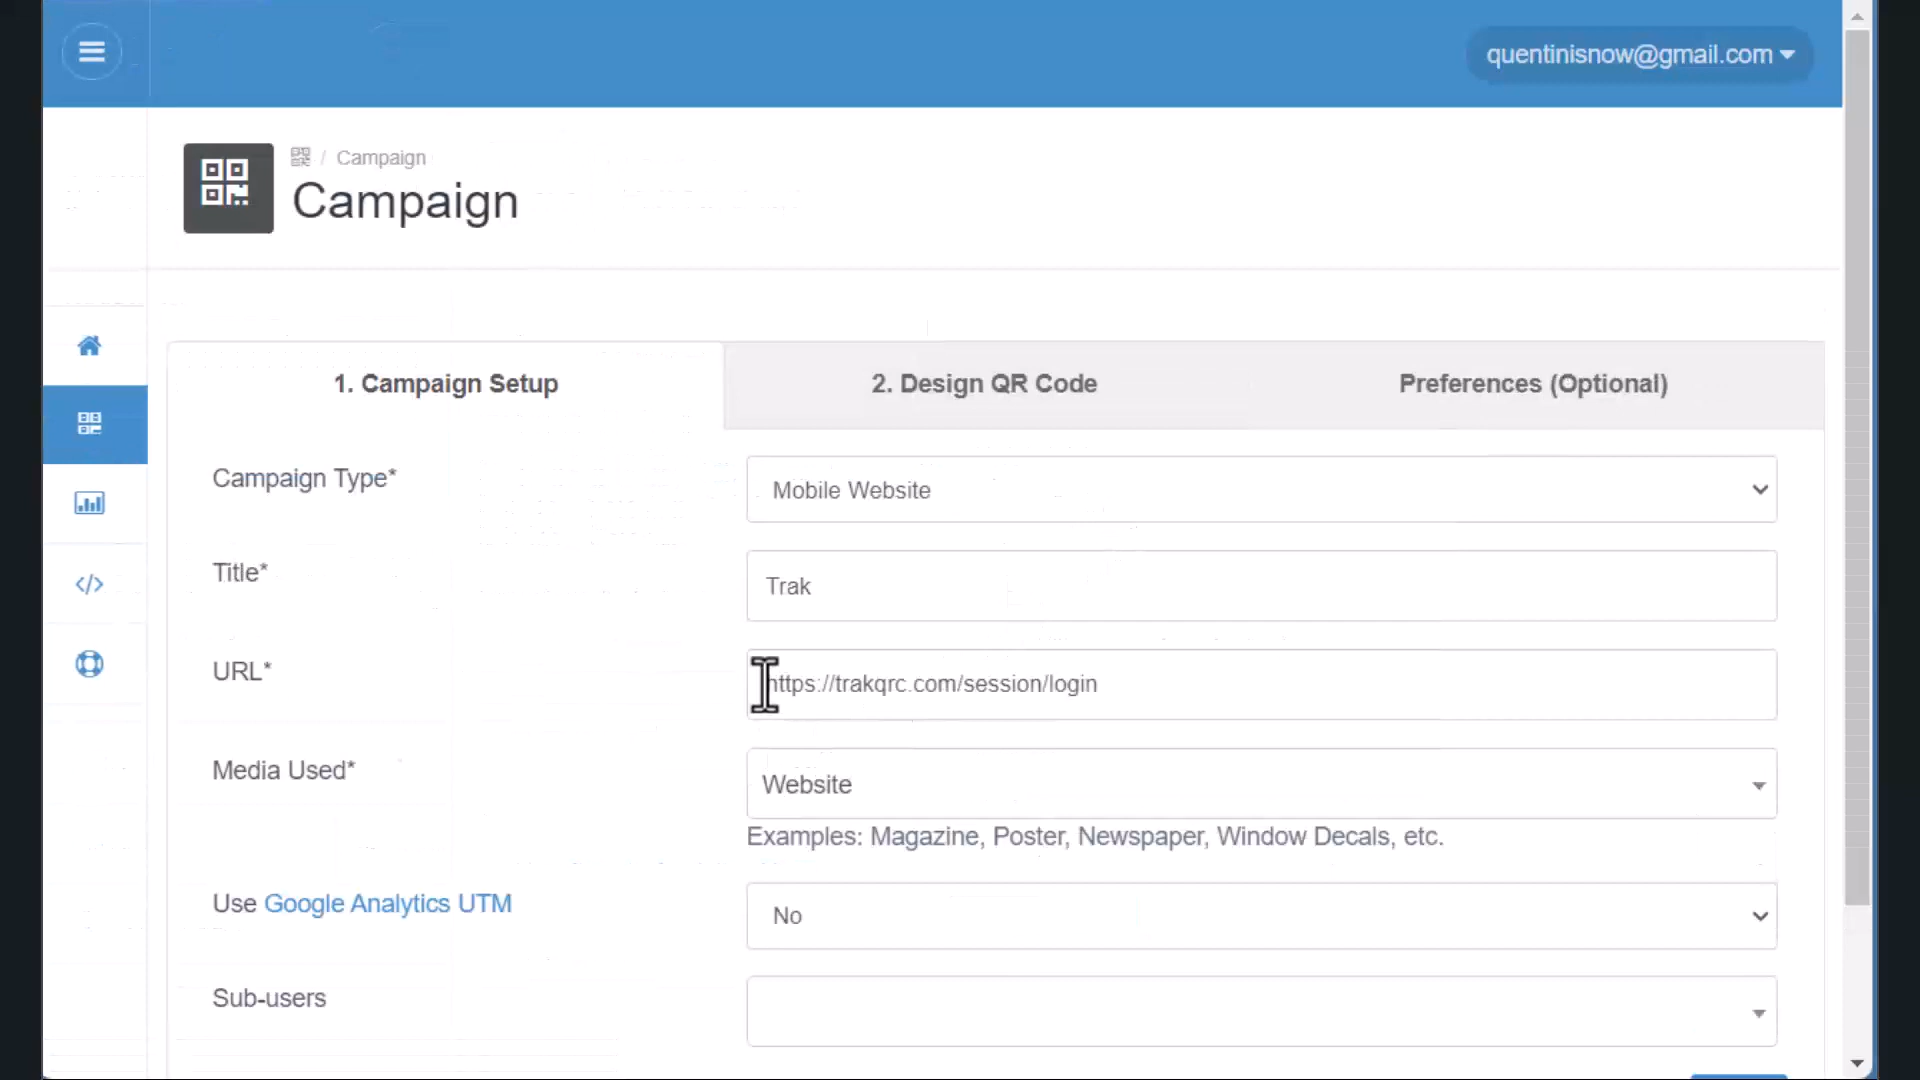 quentinisnow@gmail.com
/ Campaign
Campaign
1. Campaign Setup
2. Design QR Code
Preferences (Optional)
Campaign Type*
Mobile Website
Title*
Trak
URL*
https://trakqrc.com/session/login
Media Used*
Website
Examples: Magazine, Poster, Newspaper, Window Decals, etc.
Use Google Analytics UTM
No
Sub-users